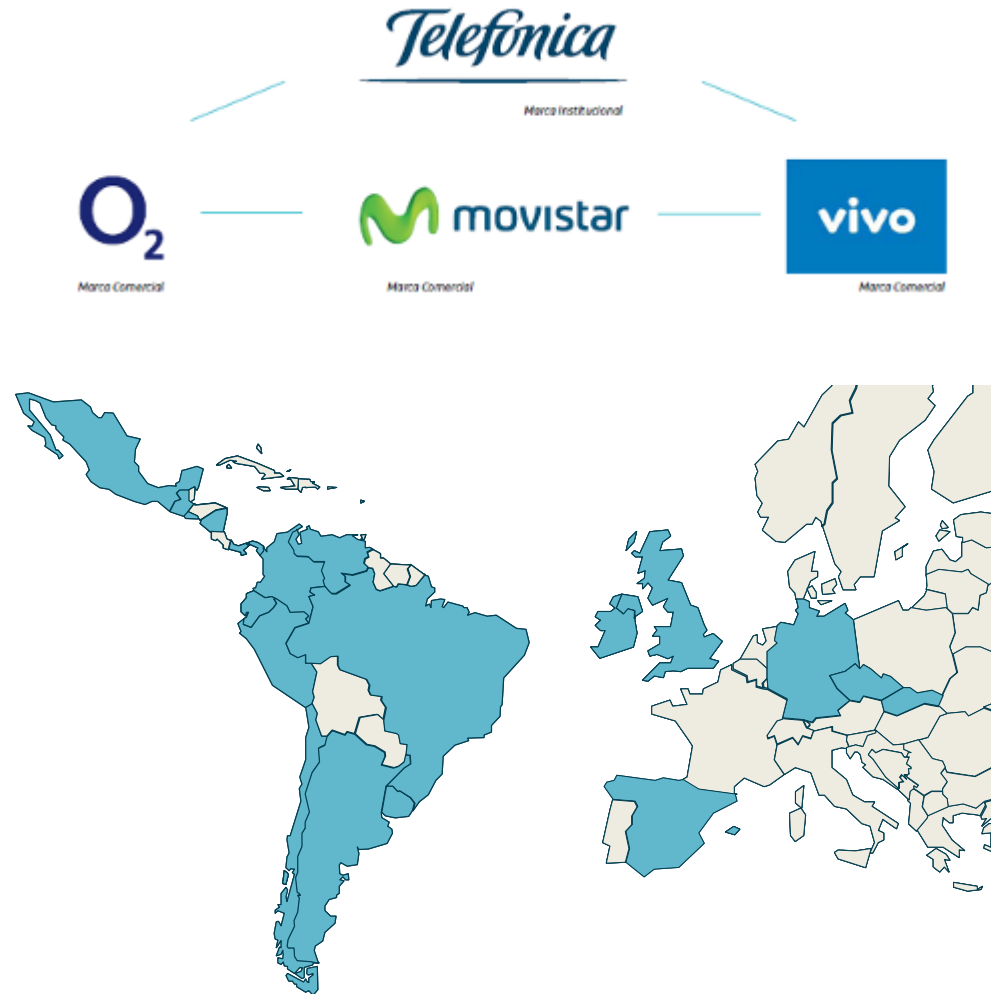 Telefónica
Marca Institucional
O2
movistar
vivo
Marca Comercial
Marca Comercial
Marca Comercial